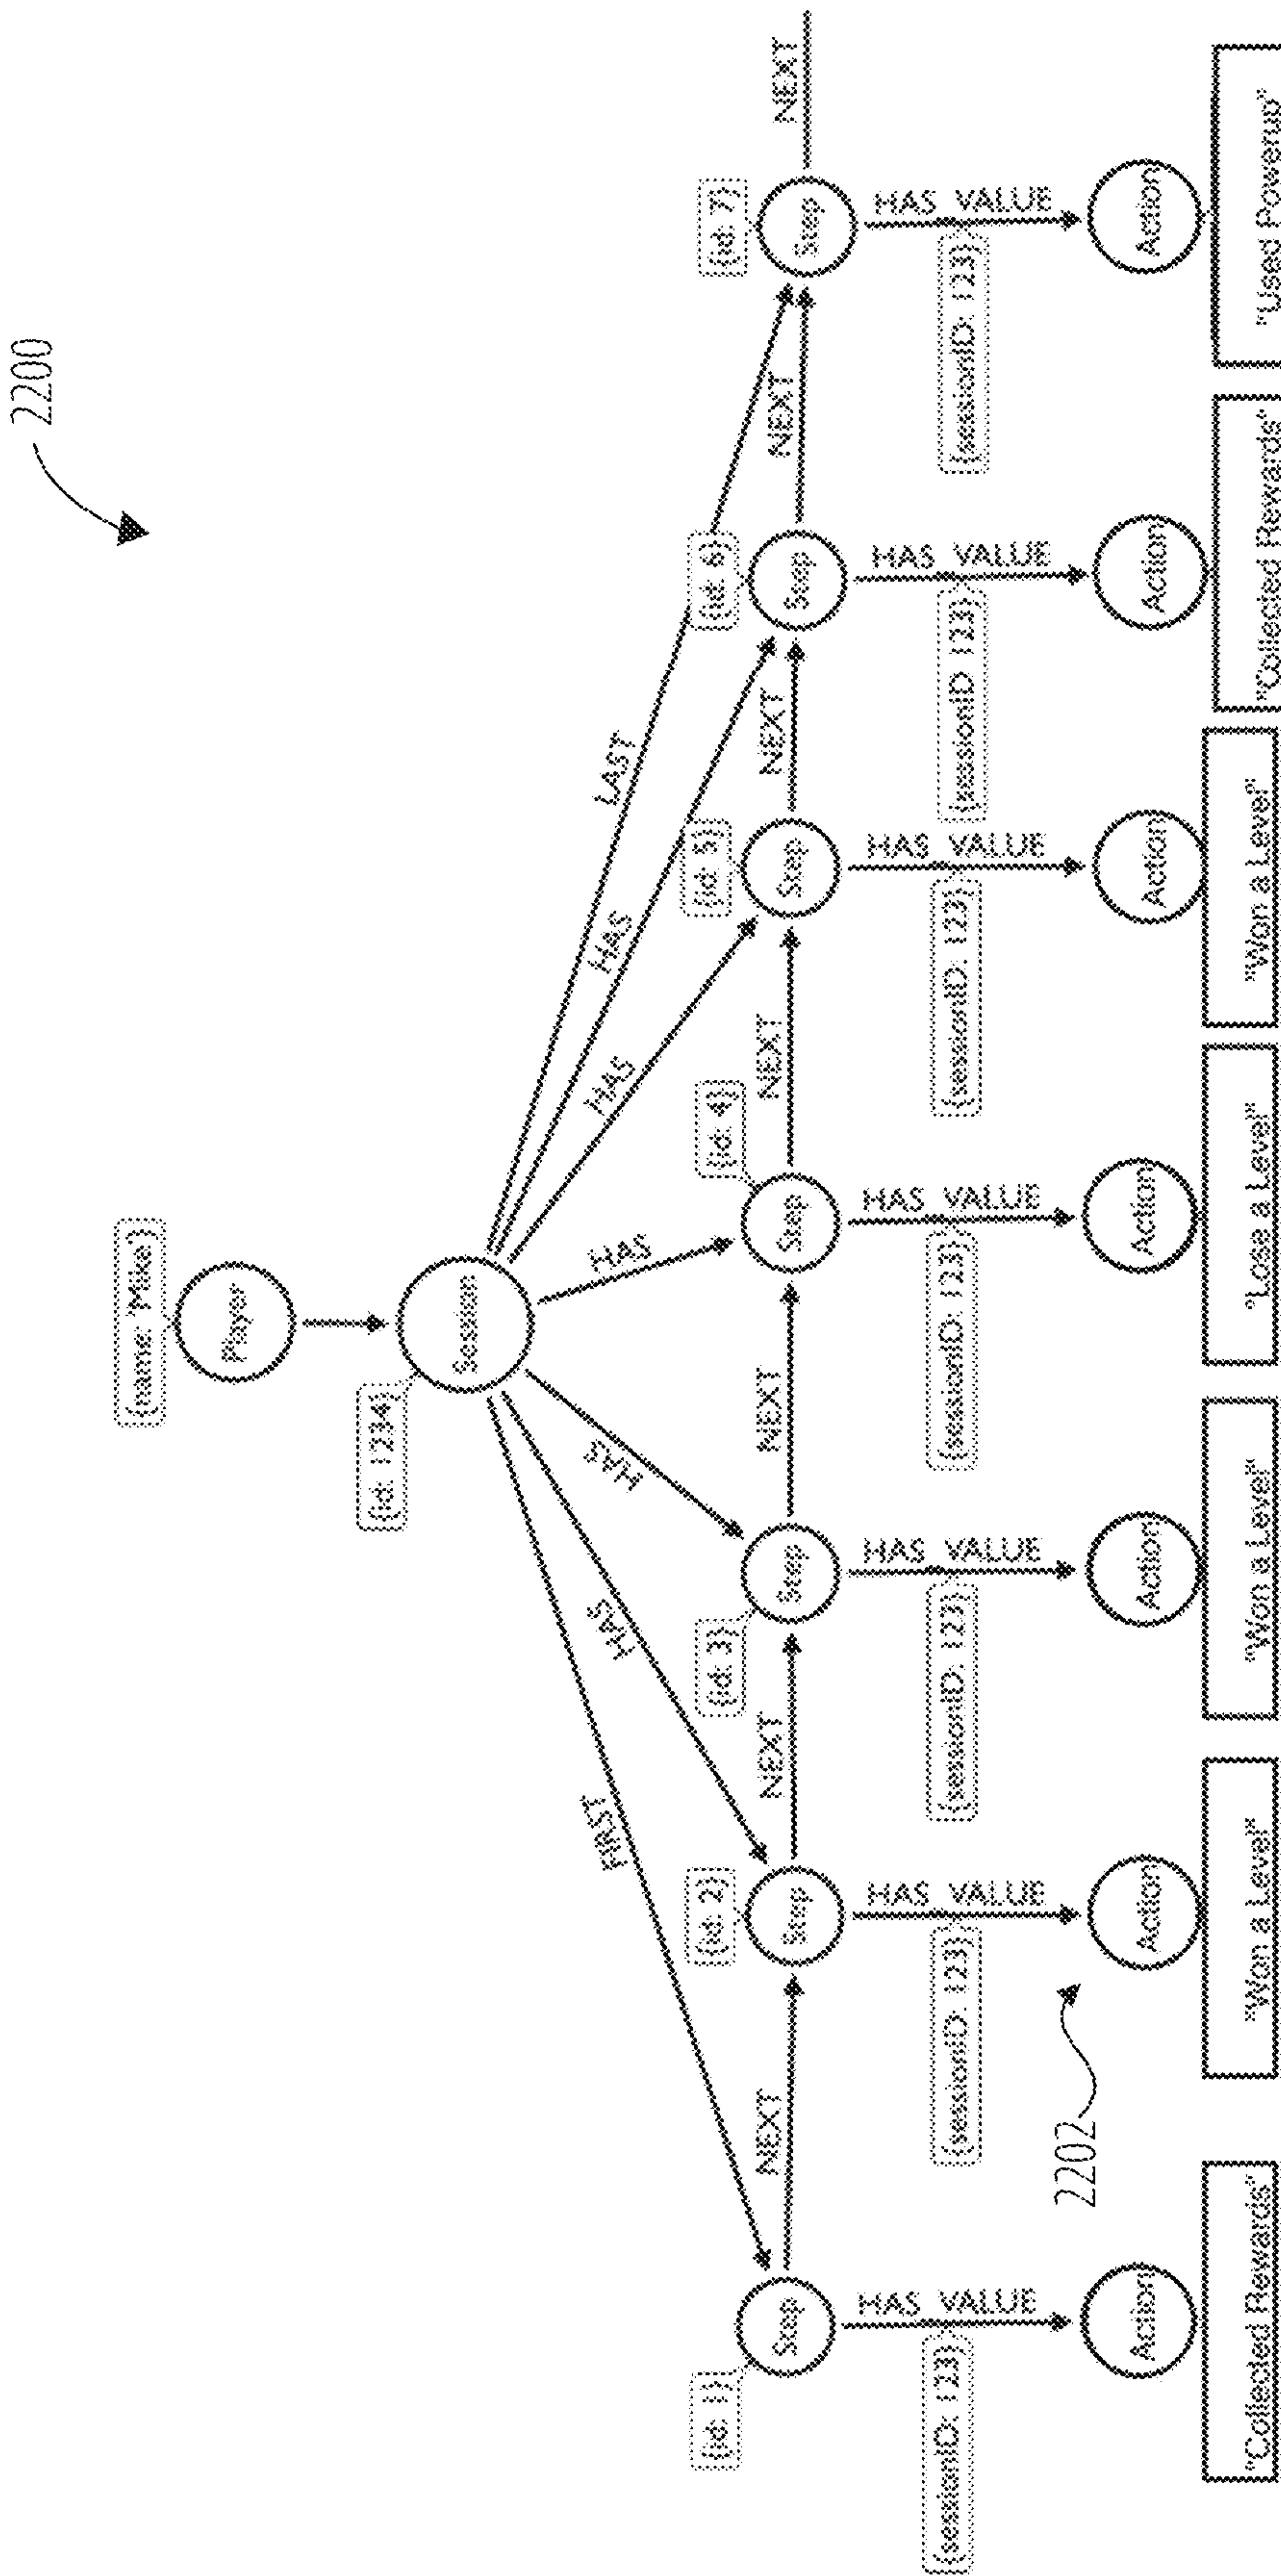 2200
{name: 'Mike'}
Player
{id: 1234}
Session
FIRST
HAS
HAS
HAS
HAS
HAS
LAST
{id: 1}
{id: 2}
{id: 3}
{id: 4}
{id: 5}
{id: 6}
{id: 7}
Step
NEXT
Step
NEXT
Step
NEXT
Step
NEXT
Step
NEXT
Step
NEXT
Step
NEXT
HAS VALUE
HAS VALUE
HAS VALUE
HAS VALUE
HAS VALUE
HAS VALUE
HAS VALUE
{sessionID: 123}
{sessionID: 123}
{sessionID: 123}
{sessionID: 123}
{sessionID: 123}
{sessionID 123}
{sessionID: 123}
2202
Action
Action
Action
Action
Action
Action
Action
"Collected Rewards"
"Won a Level"
"Won a Level"
"Lose a Level"
"Won a Level"
"Collected Rewards"
"Used Powerup"